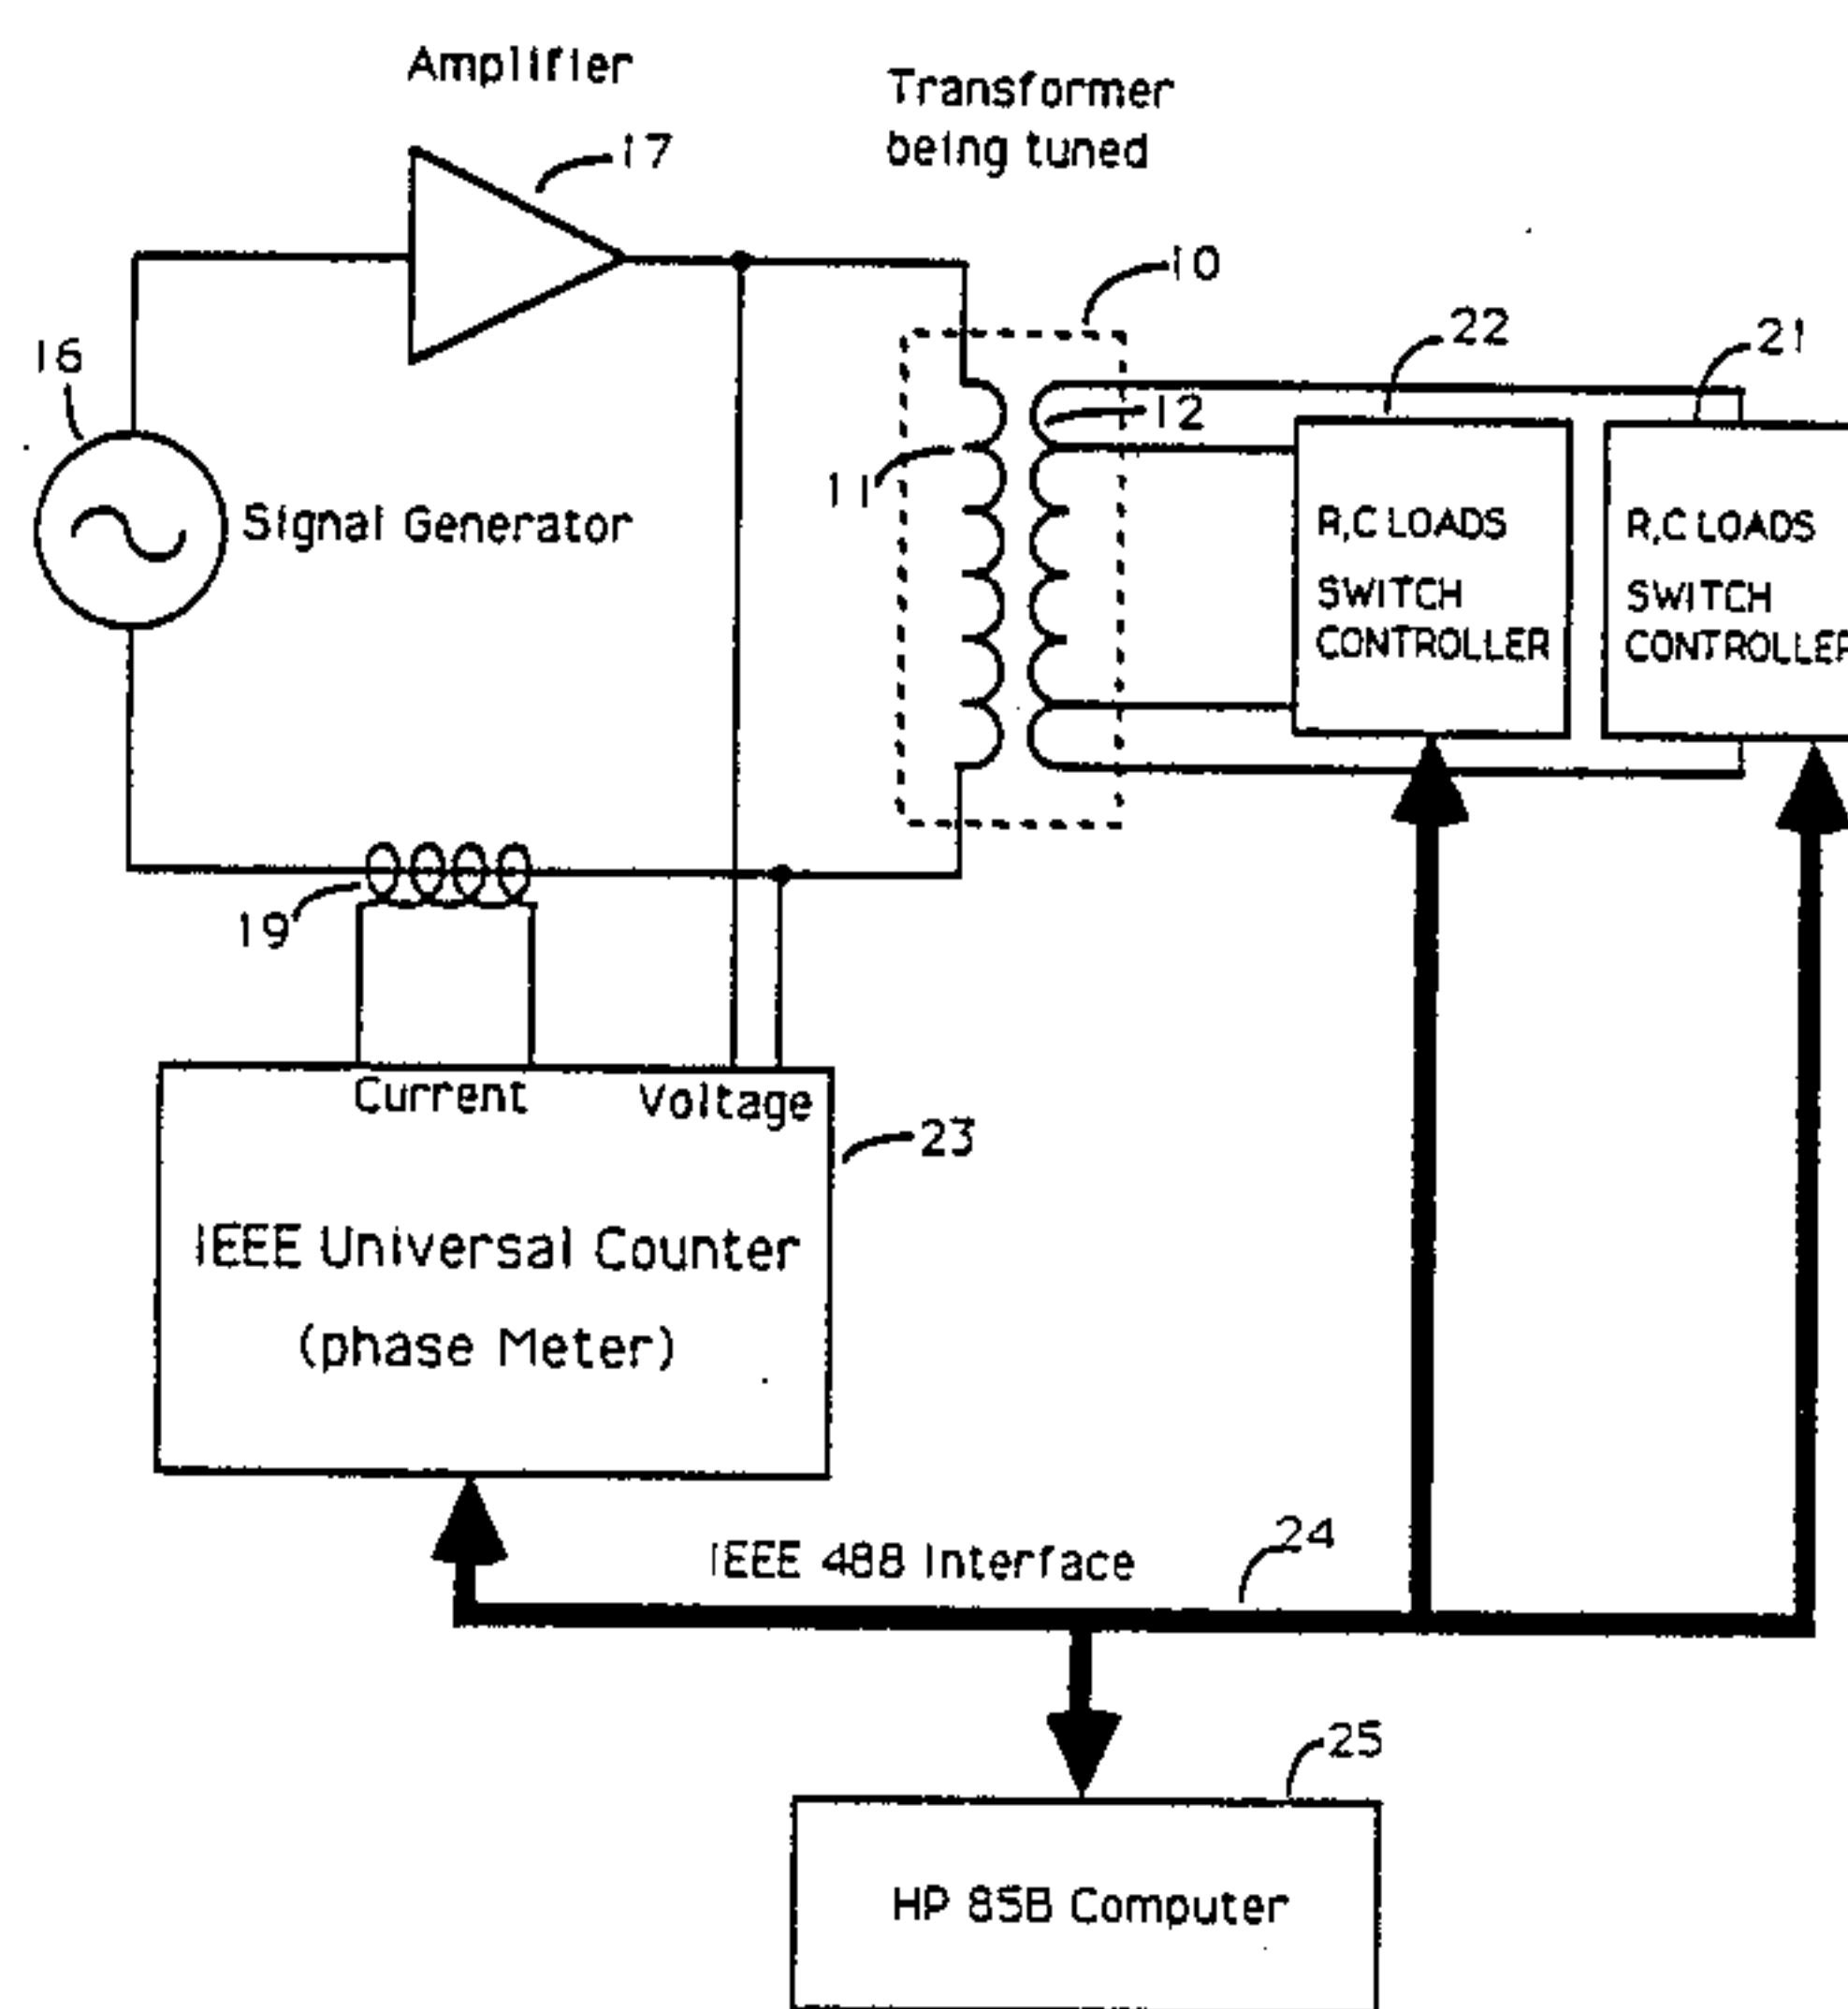 Amplifier
Transformer
being tuned
17
10
16
22
21
12
11
Signal Generator
R,C LOADS
SWITCH
CONTROLLER
R,C LOADS
SWITCH
CONTROLLER
19
Current
Voltage
23
IEEE Universal Counter
(phase Meter)
IEEE 488 Interface
24
25
HP 85B Computer